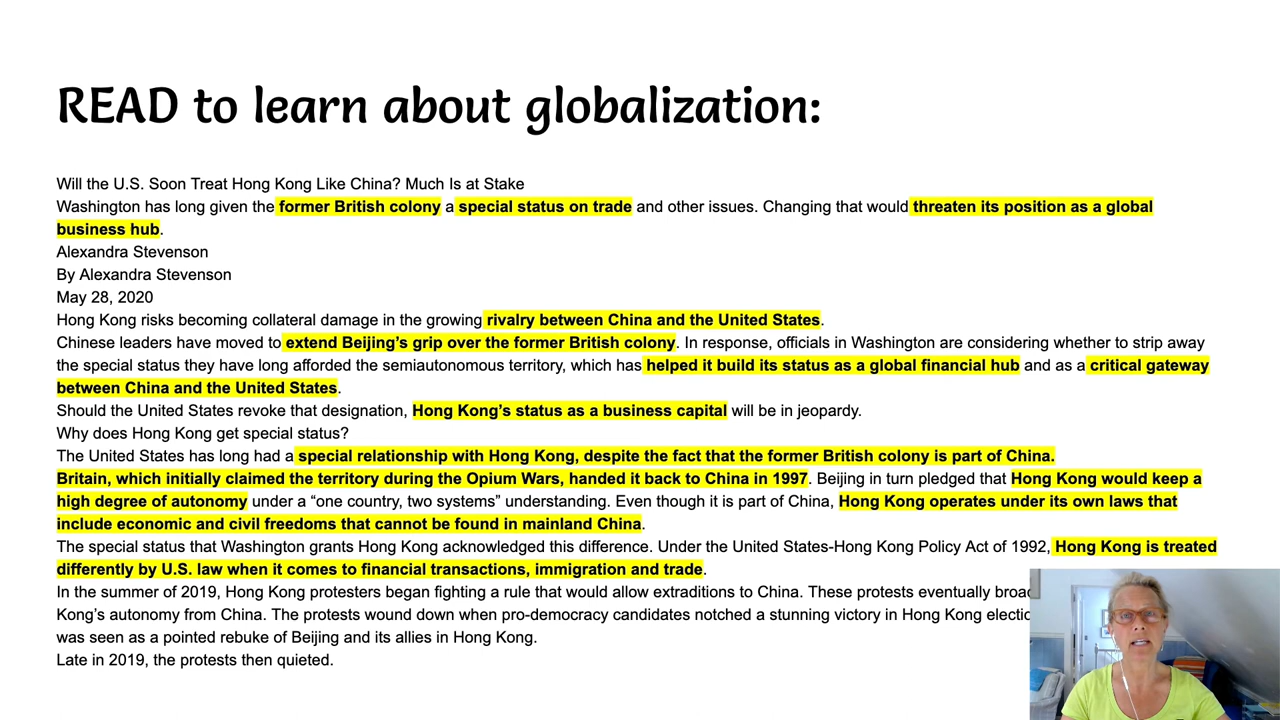 READ to learn about globalization:
Will the U.S. Soon Treat Hong Kong Like China? Much Is at Stake
Washington has long given the former British colony a special status on trade and other issues. Changing that would threaten its position as a global
business hub.
Alexandra Stevenson
By Alexandra Stevenson
May 28, 2020
Hong Kong risks becoming collateral damage in the growing rivalry between China and the United States.
Chinese leaders have moved to extend Beijing’s grip over the former British colony. In response, officials in Washington are considering whether to strip away
the special status they have long afforded the semiautonomous territory, which has helped it build its status as a global financial hub and as a critical gateway
between China and the United States.
Should the United States revoke that designation, Hong Kong’s status as a business capital will be in jeopardy.
Why does Hong Kong get special status?
The United States has long had a special relationship with Hong Kong, despite the fact that the former British colony is part of China.
Britain, which initially claimed the territory during the Opium Wars, handed it back to China in 1997. Beijing in turn pledged that Hong Kong would keep a
high degree of autonomy under a “one country, two systems” understanding. Even though it is part of China, Hong Kong operates under its own laws that
include economic and civil freedoms that cannot be found in mainland China.
The special status that Washington grants Hong Kong acknowledged this difference. Under the United States-Hong Kong Policy Act of 1992, Hong Kong is treated
differently by U.S. law when it comes to financial transactions, immigration and trade.
In the summer of 2019, Hong Kong protesters began fighting a rule that would allow extraditions to China. These protests eventually
Kong’s autonomy from China. The protests wound down when pro-democracy candidates notched a stunning victory in Hong Kong
was seen as a pointed rebuke of Beijing and its allies in Hong Kong.
Late in 2019, the protests then quieted.